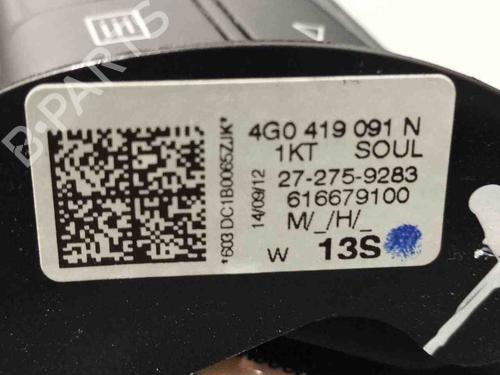 B-PARTS
4G0 419 091 N
1KT SOUL
27-275-9283
616679100
M/_/H/_
W 13S
14/09/12
*603 DC1B0065ZJK*